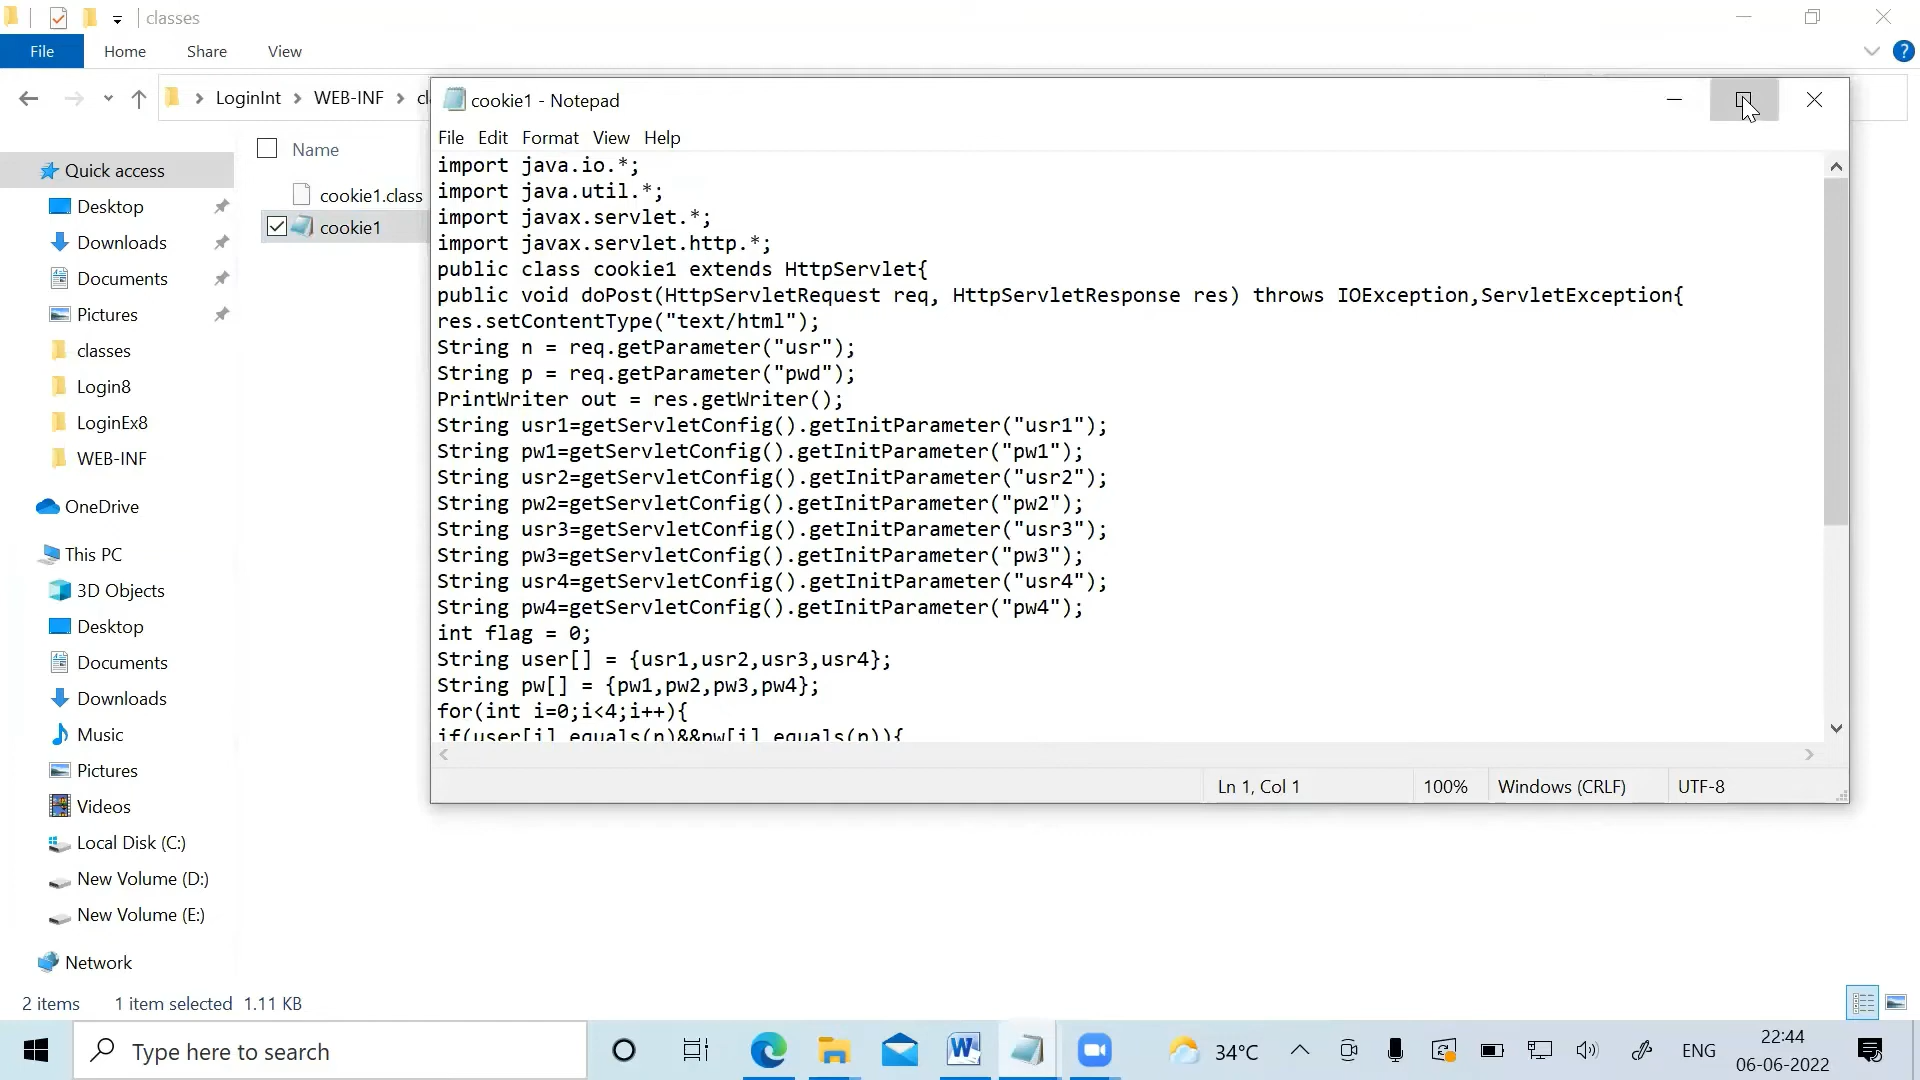 classes
File Home Share View
LoginInt WEB-INF
Name
cookie1.class
cookie1
Quick access
Desktop
Downloads
Documents
Pictures
classes
Login8
LoginEx8
WEB-INF
OneDrive
This PC
3D Objects
Desktop
Documents
Downloads
Music
Pictures
Videos
Local Disk (C:)
New Volume (D:)
New Volume (E:)
Network
2 items 1 item selected 1.11 KB
cookie1 - Notepad
File Edit Format View Help
import java.io.*;
import java.util.*;
import javax.servlet.*;
import javax.servlet.http.*;
public class cookie1 extends HttpServlet{
public void doPost(HttpServletRequest req, HttpServletResponse res) throws IOException,ServletException{
res.setContentType("text/html");
String n = req.getParameter("usr");
String p = req.getParameter("pwd");
PrintWriter out = res.getWriter();
String usr1=getServletConfig().getInitParameter("usr1");
String pw1=getServletConfig().getInitParameter("pw1");
String usr2=getServletConfig().getInitParameter("usr2");
String pw2=getServletConfig().getInitParameter("pw2");
String usr3=getServletConfig().getInitParameter("usr3");
String pw3=getServletConfig().getInitParameter("pw3");
String usr4=getServletConfig().getInitParameter("usr4");
String pw4=getServletConfig().getInitParameter("pw4");
int flag = 0;
String user[] = {usr1,usr2,usr3,usr4};
String pw[] = {pw1,pw2,pw3,pw4};
for(int i=0;i<4;i++){
Ln 1, Col 1 100% Windows (CRLF) UTF-8
Type here to search
34°C
ENG
22:44
06-06-2022